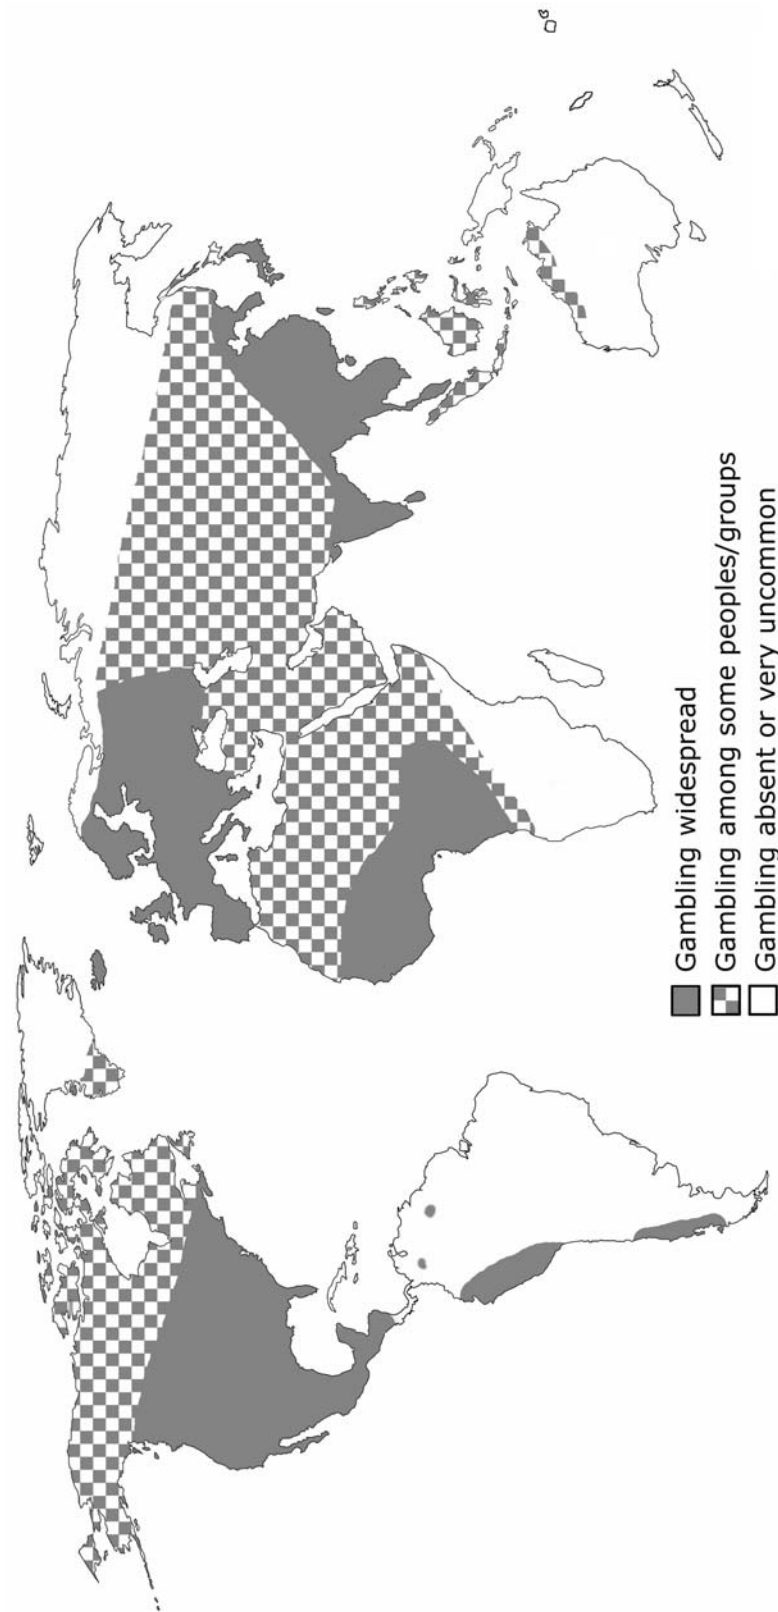 Gambling widespread
Gambling among some peoples/groups
Gambling absent or very uncommon